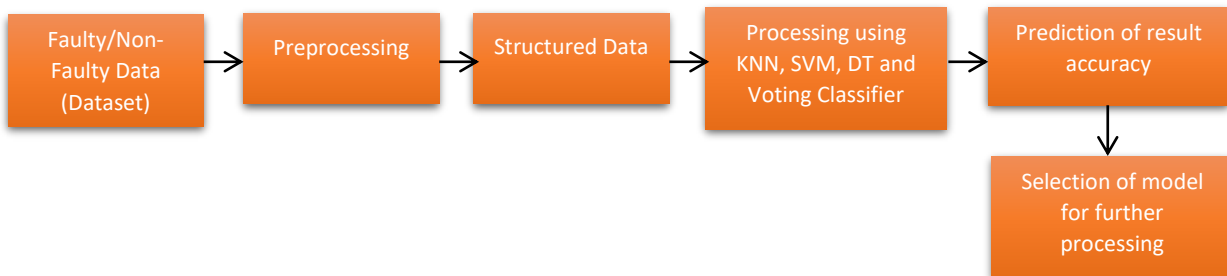 Faulty/Non-
Faulty Data
(Dataset)
Preprocessing
Structured Data
Processing using
KNN, SVM, DT and
Voting Classifier
Prediction of result
accuracy
Selection of model
for further
processing